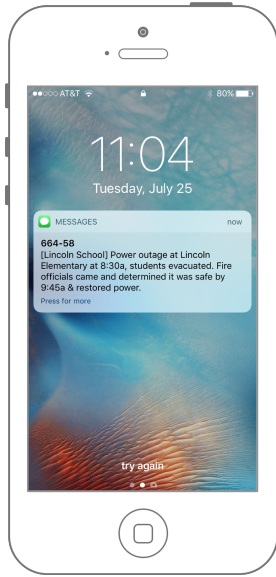 AT&T 80%
11:04
Tuesday, July 25
MESSAGES now
664-58
[Lincoln School] Power outage at Lincoln
Elementary at 8:30a, students evacuated. Fire
officials came and determined it was safe by
9:45a & restored power.
Press for more
try again